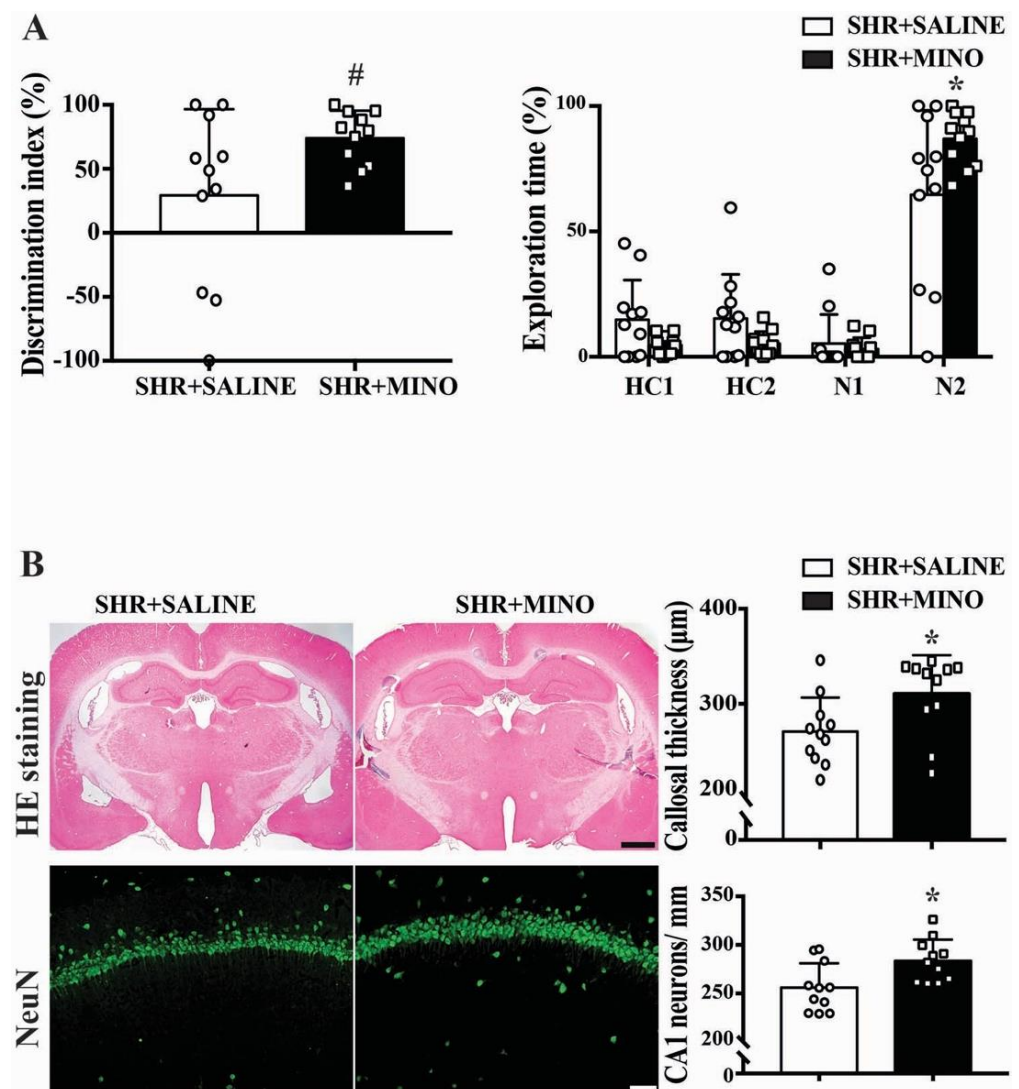 A
SHR+SALINE
SHR+MINO
Discrimination index (%)
100
50
0
-50
-100
#
SHR+SALINE
SHR+MINO
Exploration time (%)
100
50
0
*
HC1
HC2
N1
N2
B
SHR+SALINE
SHR+MINO
HE staining
NeuN
SHR+SALINE
SHR+MINO
Callosal thickness (μm)
400
300
200
0
*
CA1 neurons/ mm
350
300
250
200
0
*